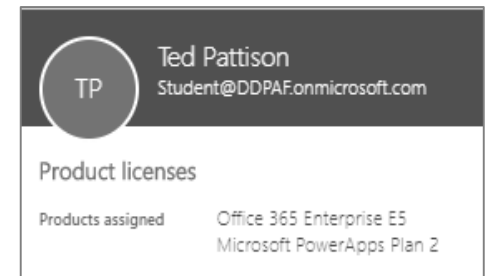 TP
Ted Pattison
Student@DDPAF.onmicrosoft.com
Product licenses
Products assigned
Office 365 Enterprise E5
Microsoft PowerApps Plan 2